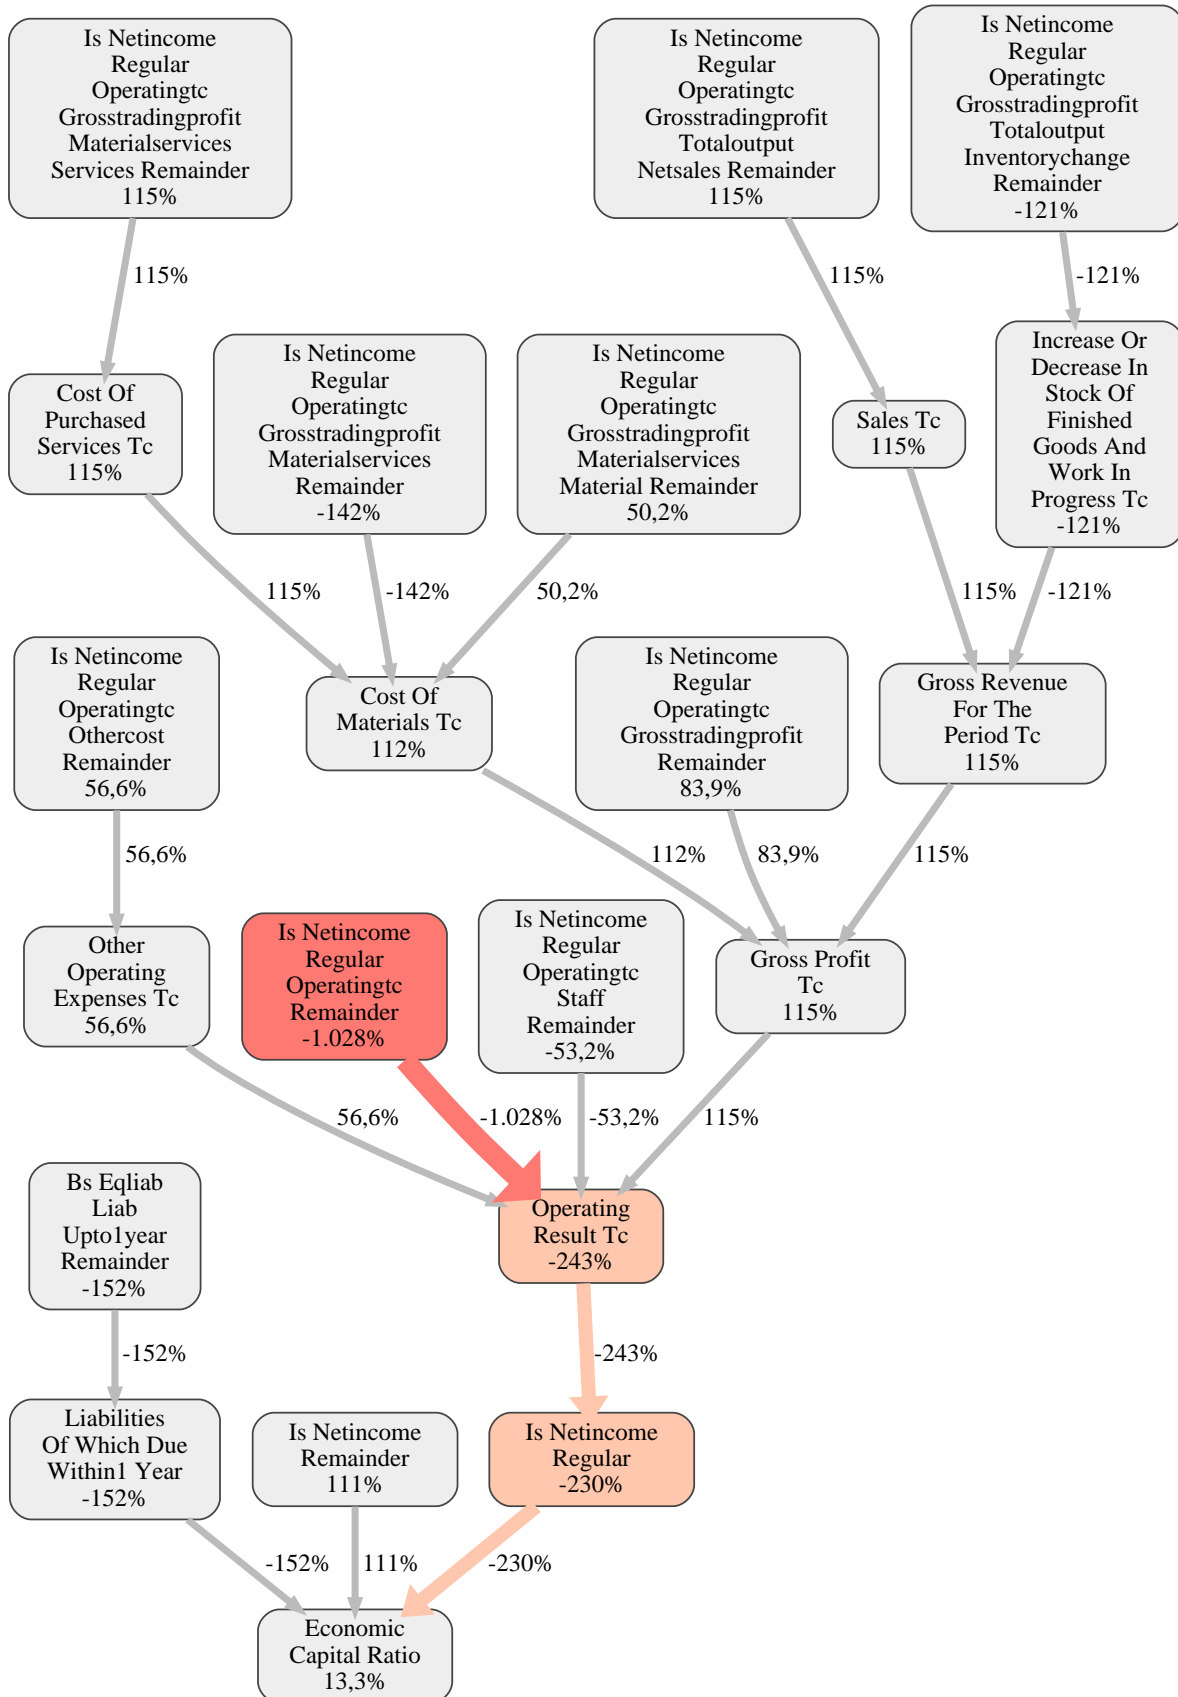 Is Netincome
Regular
Operatingtc
Grosstradingprofit
Materialservices
Services Remainder
115%
Is Netincome
Regular
Operatingtc
Grosstradingprofit
Totaloutput
Netsales Remainder
115%
Is Netincome
Regular
Operatingtc
Grosstradingprofit
Totaloutput
Inventorychange
Remainder
-121%
115%
115%
-121%
Cost Of
Purchased
Services Tc
115%
Is Netincome
Regular
Operatingtc
Grosstradingprofit
Materialservices
Remainder
-142%
Is Netincome
Regular
Operatingtc
Grosstradingprofit
Materialservices
Material Remainder
50,2%
Sales Tc
115%
Increase Or
Decrease In
Stock Of
Finished
Goods And
Work In
Progress Tc
-121%
115%
-142%
50,2%
115%
-121%
Is Netincome
Regular
Operatingtc
Othercost
Remainder
56,6%
Cost Of
Materials Tc
112%
Is Netincome
Regular
Operatingtc
Grosstradingprofit
Remainder
83,9%
Gross Revenue
For The
Period Tc
115%
56,6%
112%
83,9%
115%
Other
Operating
Expenses Tc
56,6%
Is Netincome
Regular
Operatingtc
Remainder
-1.028%
Is Netincome
Regular
Operatingtc
Staff
Remainder
-53,2%
Gross Profit
Tc
115%
56,6%
-1.028%
-53,2%
115%
Bs Eqliab
Liab
Upto1year
Remainder
-152%
Operating
Result Tc
-243%
-152%
-243%
Liabilities
Of Which Due
Within1 Year
-152%
Is Netincome
Remainder
111%
Is Netincome
Regular
-230%
-152%
111%
-230%
Economic
Capital Ratio
13,3%